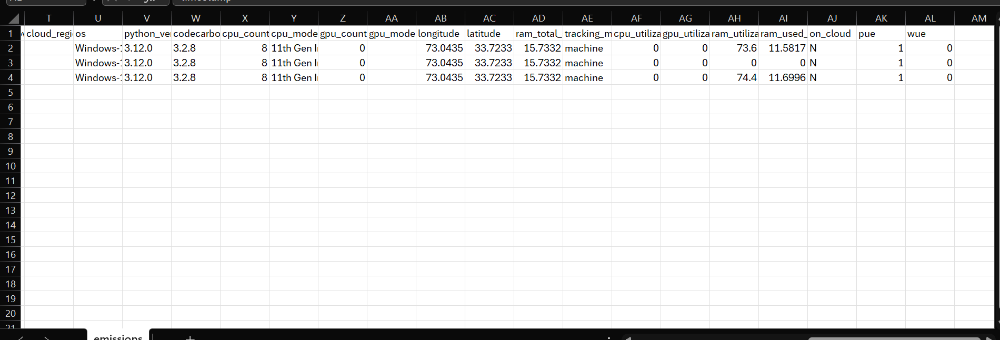 T U V W X Y Z AA AB AC AD AE AF AG AH AI AJ AK AL AM
1 cloud_regi os python_ver codecarbo cpu_count cpu_mode gpu_count gpu_mode longitude latitude ram_total_ tracking_m cpu_utiliza gpu_utiliza ram_utiliza ram_used_ on_cloud pue wue
2 Windows-1 3.12.0 3.2.8 8 11th Gen I 0 73.0435 33.7233 15.7332 machine 0 0 73.6 11.5817 N 1 0
3 Windows-1 3.12.0 3.2.8 8 11th Gen I 0 73.0435 33.7233 15.7332 machine 0 0 0 0 N 1 0
4 Windows-1 3.12.0 3.2.8 8 11th Gen I 0 73.0435 33.7233 15.7332 machine 0 0 74.4 11.6996 N 1 0
5
6
7
8
9
10
11
12
13
14
15
16
17
18
19
20
21
emissions